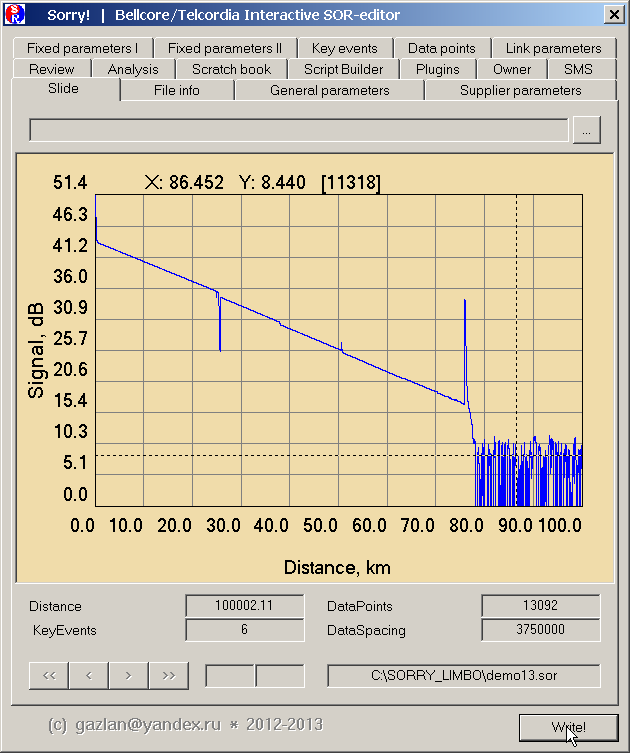 Sorry!  |  Bellcore/Telcordia Interactive SOR-editor
Fixed parameters I Fixed parameters II Key events Data points Link parameters
Review Analysis Scratch book Script Builder Plugins Owner SMS
Slide File info General parameters Supplier parameters
...
X: 86.452 Y: 8.440 [11318]
51.4
46.3
41.2
36.0
30.9
25.7
20.6
15.4
10.3
5.1
0.0
Signal, dB
0.0 10.0 20.0 30.0 40.0 50.0 60.0 70.0 80.0 90.0 100.0
Distance, km
Distance 100002.11 DataPoints 13092
KeyEvents 6 DataSpacing 3750000
<< < > >> C:\SORRY_LIMBO\demo13.sor
(c) gazlan@yandex.ru * 2012-2013 Write!